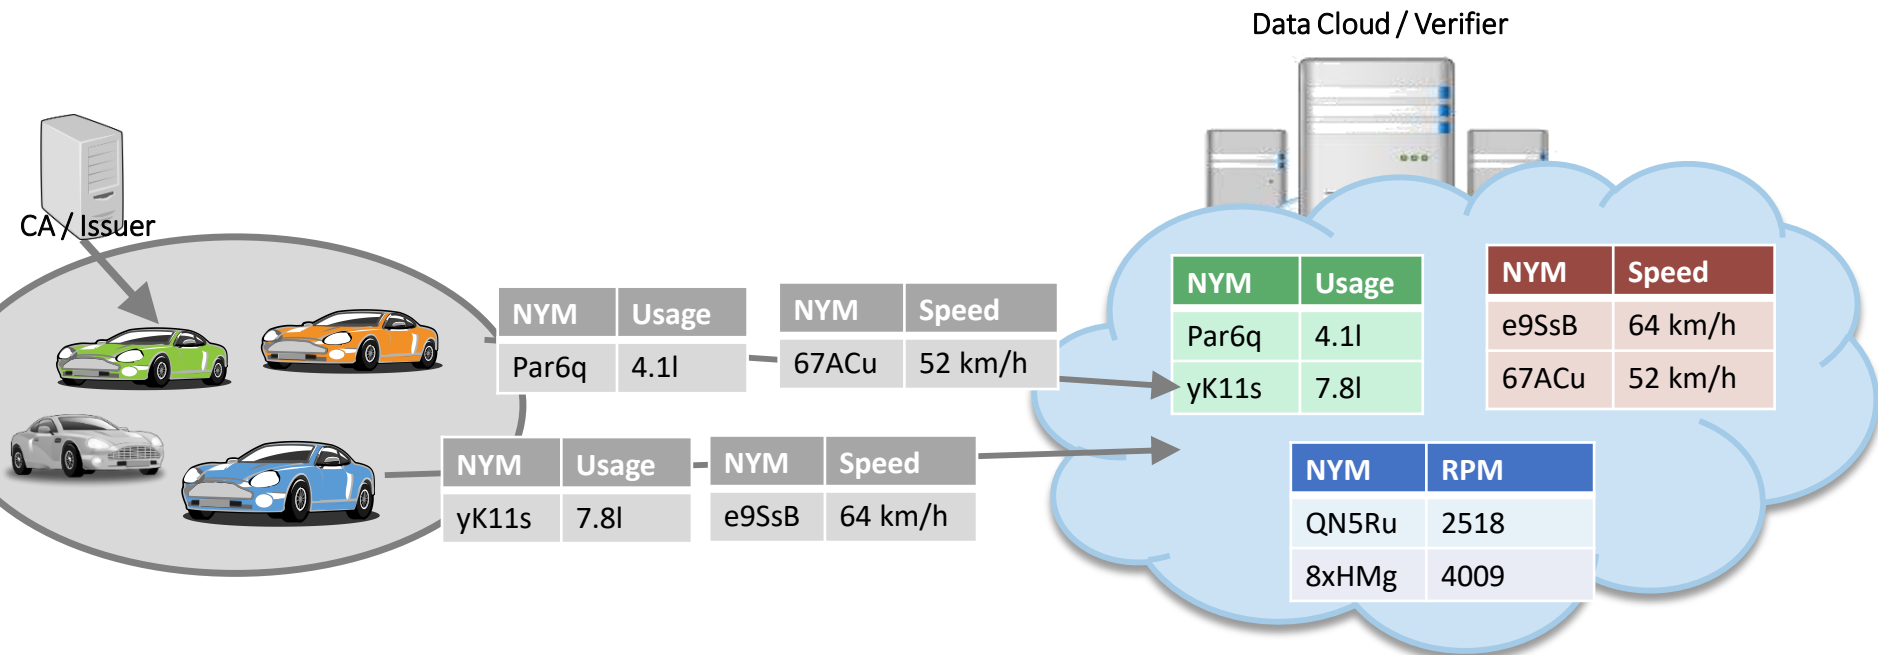 Data Cloud / Verifier
CA / Issuer
NYM Usage
Par6q 4.1l
NYM Speed
67ACu 52 km/h
NYM Usage
yK11s 7.8l
NYM Speed
e9SsB 64 km/h
NYM Usage
Par6q 4.1l
yK11s 7.8l
NYM Speed
e9SsB 64 km/h
67ACu 52 km/h
NYM RPM
QN5Ru 2518
8xHMg 4009